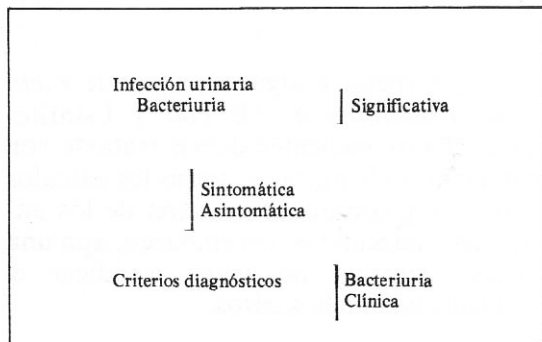 Infección urinaria
Bacteriuria
Significativa
Sintomática
Asintomática
Criterios diagnósticos
Bacteriuria
Clínica